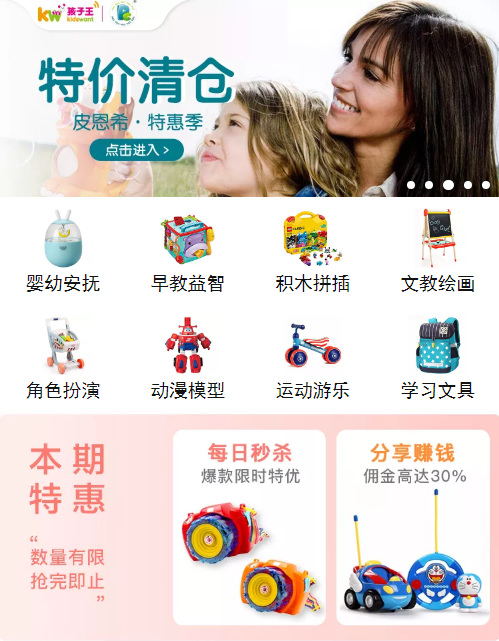 kw 孩子王
kidswant
特价清仓
皮恩希·特惠季
点击进入 >
婴幼安抚
早教益智
积木拼插
文教绘画
角色扮演
动漫模型
运动游乐
学习文具
本期
特惠
“
数量有限
抢完即止
”
每日秒杀
爆款限时特优
分享赚钱
佣金高达30%